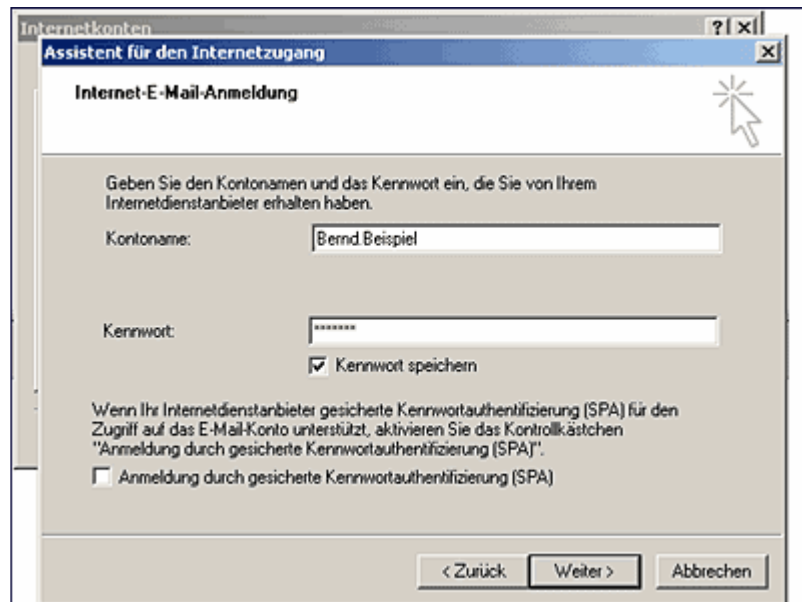 Internetkonten
Assistent für den Internetzugang
Internet-E-Mail-Anmeldung
Geben Sie den Kontonamen und das Kennwort ein, die Sie von Ihrem
Internetdienstanbieter erhalten haben.
Kontoname: Bernd.Beispiel
Kennwort: *******
Kennwort speichern
Wenn Ihr Internetdienstanbieter gesicherte Kennwortauthentifizierung (SPA) für den
Zugriff auf das E-Mail-Konto unterstützt, aktivieren Sie das Kontrollkästchen
"Anmeldung durch gesicherte Kennwortauthentifizierung (SPA)".
Anmeldung durch gesicherte Kennwortauthentifizierung (SPA)
< Zurück Weiter > Abbrechen